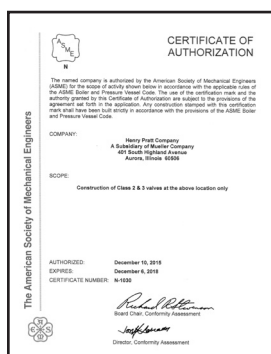 ASME
N
CERTIFICATE OF
AUTHORIZATION
The named company is authorized by the American Society of Mechanical Engineers
(ASME) for the scope of activity shown below in accordance with the applicable rules of
the ASME Boiler and Pressure Vessel Code. The use of the certification mark and the
authority granted by this Certificate of Authorization are subject to the provisions of the
agreement set forth in the application. Any construction stamped with this certification
mark shall have been built strictly in accordance with the provisions of the ASME Boiler
and Pressure Vessel Code.
COMPANY:
Henry Pratt Company
A Subsidiary of Mueller Company
401 South Highland Avenue
Aurora, Illinois 60506
SCOPE:
Construction of Class 2 & 3 valves at the above location only
AUTHORIZED: December 10, 2015
EXPIRES: December 6, 2018
CERTIFICATE NUMBER: N-1030
Board Chair, Conformity Assessment
Director, Conformity Assessment
The American Society of Mechanical Engineers